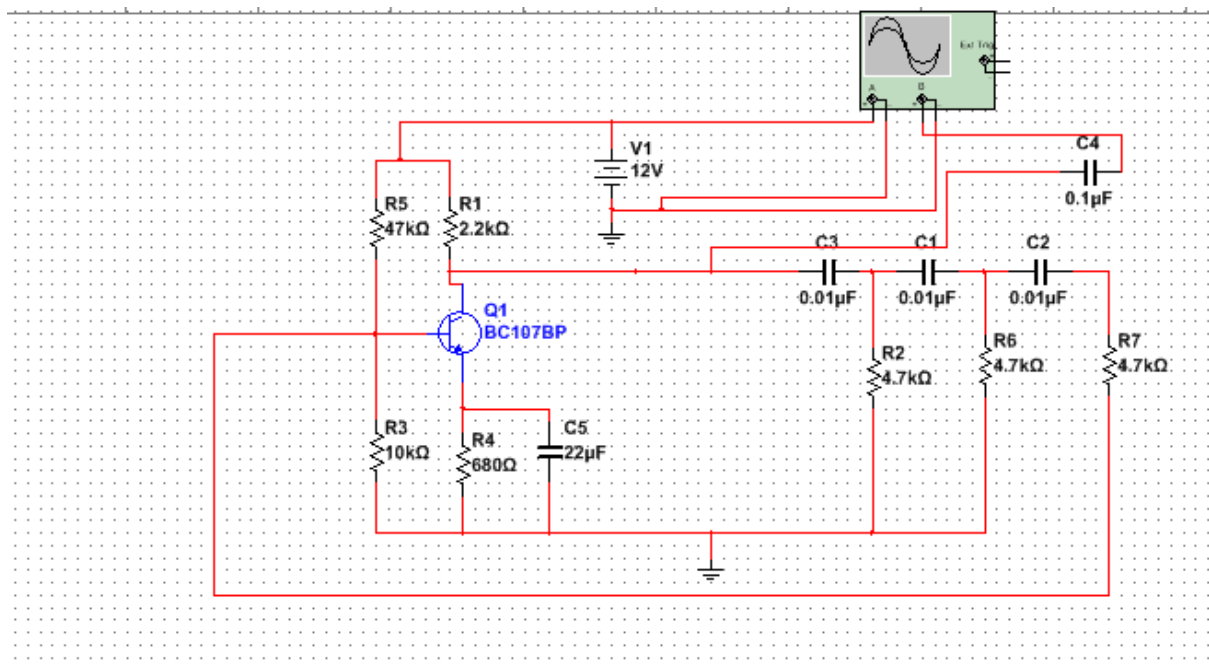 Ext Trig
A
B
V1
12V
C4
0.1µF
R5
47kΩ
R1
2.2kΩ
C3
0.01µF
C1
0.01µF
C2
0.01µF
Q1
BC107BP
R2
4.7kΩ
R6
4.7kΩ
R7
4.7kΩ
R3
10kΩ
R4
680Ω
C5
22µF